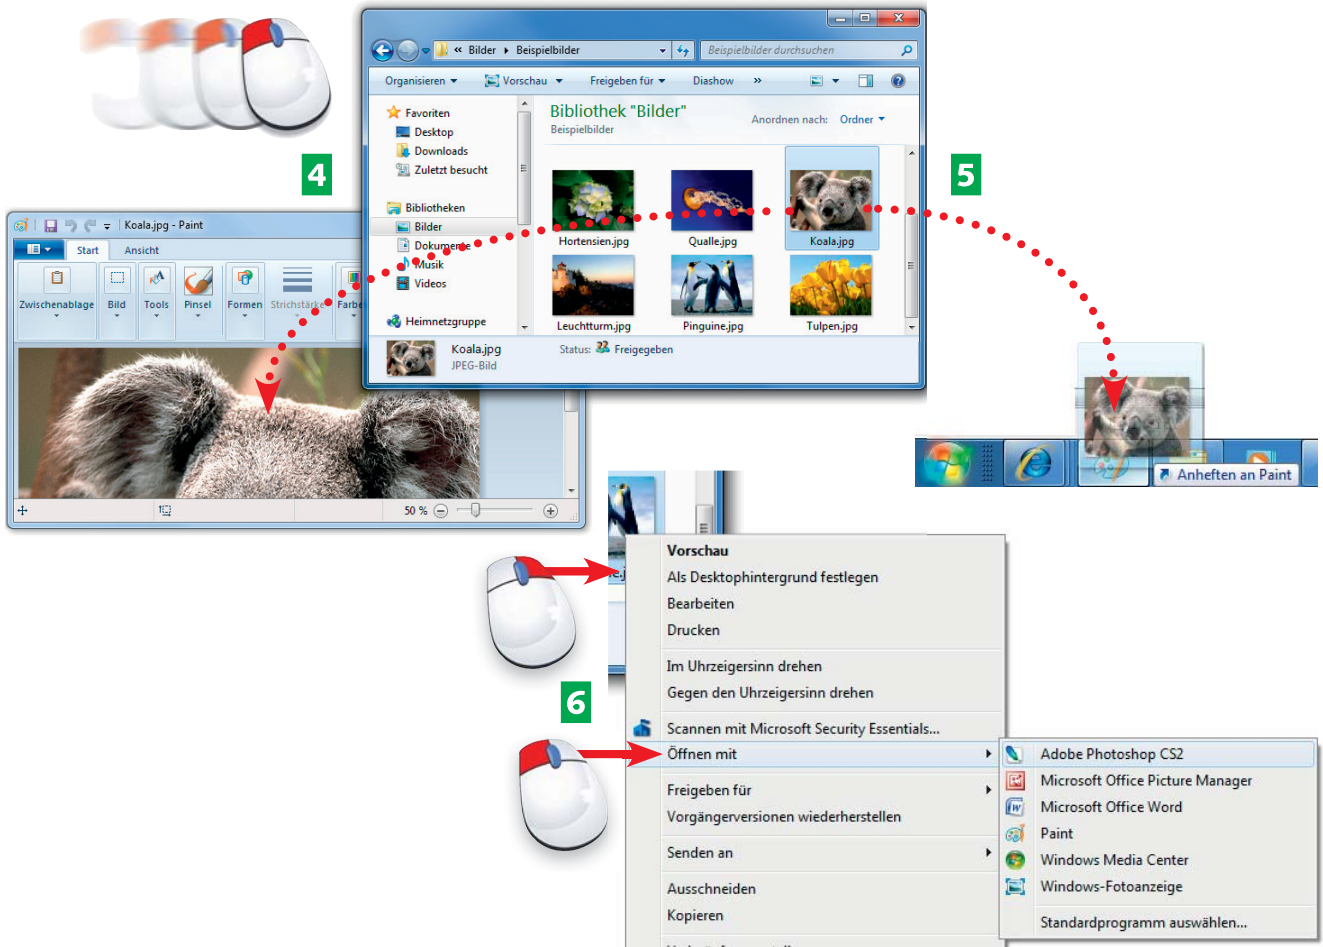 « Bilder ▸ Beispielbilder
Beispielbilder durchsuchen
Organisieren ▾ Vorschau ▾ Freigeben für ▾ Diashow »
Favoriten
Desktop
Downloads
Zuletzt besucht
Bibliotheken
Bilder
Dokumente
Musik
Videos
Heimnetzgruppe
Bibliothek "Bilder"
Beispielbilder
Anordnen nach: Ordner ▾
Hortensien.jpg
Qualle.jpg
Koala.jpg
Leuchtturm.jpg
Pinguine.jpg
Tulpen.jpg
Koala.jpg
JPEG-Bild
Status: Freigegeben
4
5
Koala.jpg - Paint
Start Ansicht
Zwischenablage
Bild
Tools
Pinsel
Formen
Strichstärke
50 %
Anheften an Paint
6
Vorschau
Als Desktophintergrund festlegen
Bearbeiten
Drucken
Im Uhrzeigersinn drehen
Gegen den Uhrzeigersinn drehen
Scannen mit Microsoft Security Essentials...
Öffnen mit
Freigeben für
Vorgängerversionen wiederherstellen
Senden an
Ausschneiden
Kopieren
Adobe Photoshop CS2
Microsoft Office Picture Manager
Microsoft Office Word
Paint
Windows Media Center
Windows-Fotoanzeige
Standardprogramm auswählen...